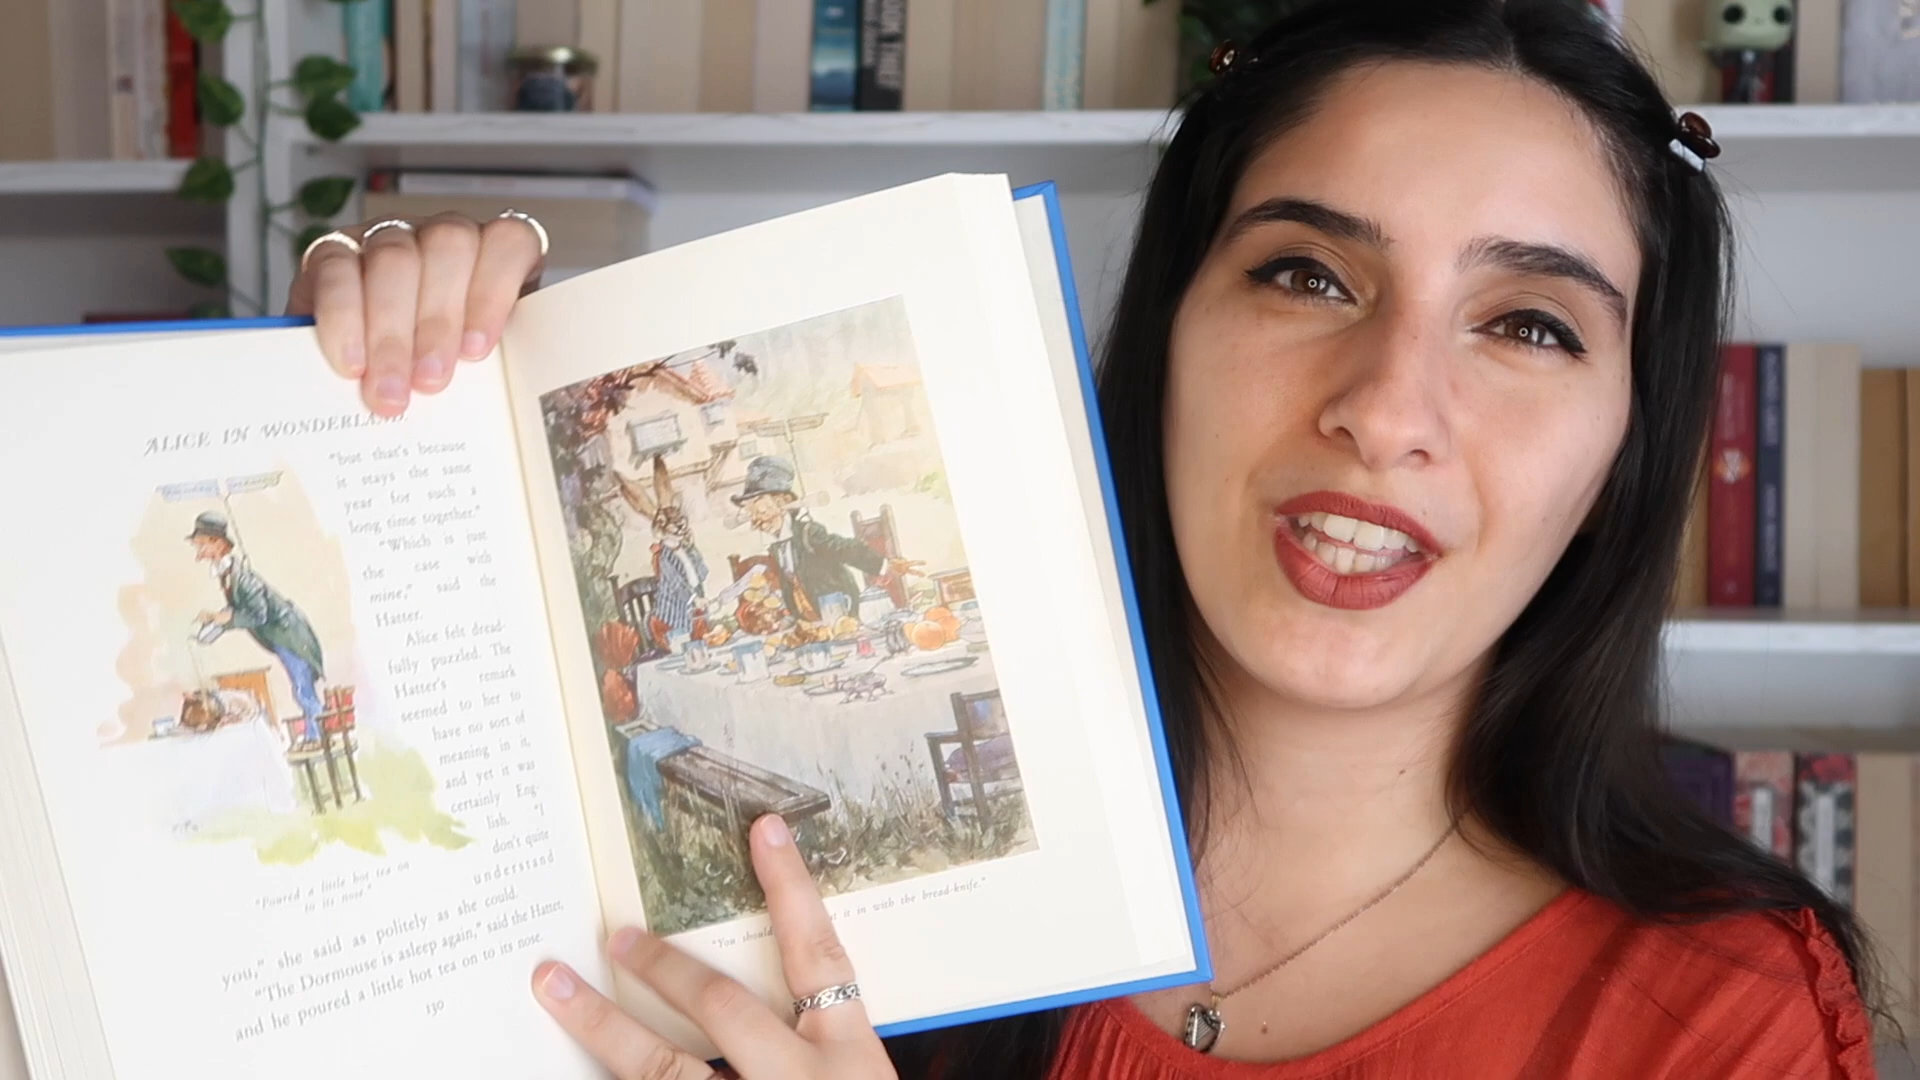 ALICE IN WONDERLAND
"but that's because
it stays the same
year for such a
long time together."
"Which is just
the case with
mine," said the
Hatter.
Alice felt dread-
fully puzzled. The
Hatter's remark
seemed to her to
have no sort of
meaning in it,
and yet it was
certainly Eng-
lish. "I
don't quite
understand
you," she said as politely as she could.
"The Dormouse is asleep again," said the Hatter,
and he poured a little hot tea on to its nose.
"Poured a little hot tea on
to its nose."
130
"You should
it in with the bread-knife."